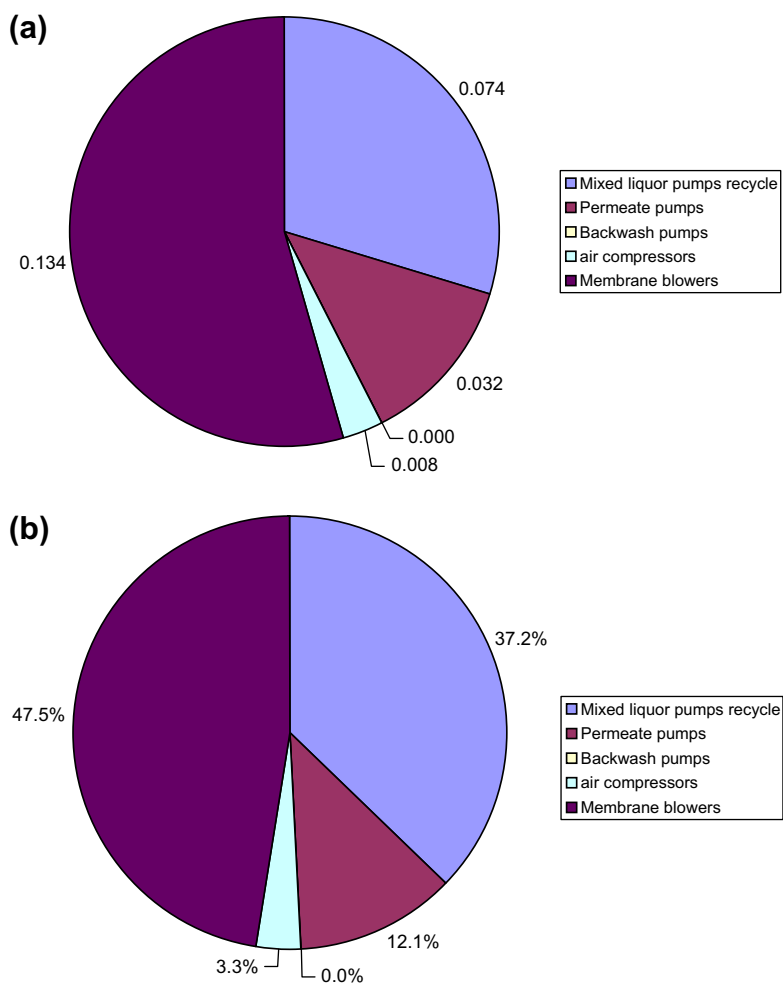 (a)
0.074
0.134
0.032
0.000
0.008
Mixed liquor pumps recycle
Permeate pumps
Backwash pumps
air compressors
Membrane blowers
(b)
37.2%
47.5%
12.1%
3.3%
0.0%
Mixed liquor pumps recycle
Permeate pumps
Backwash pumps
air compressors
Membrane blowers